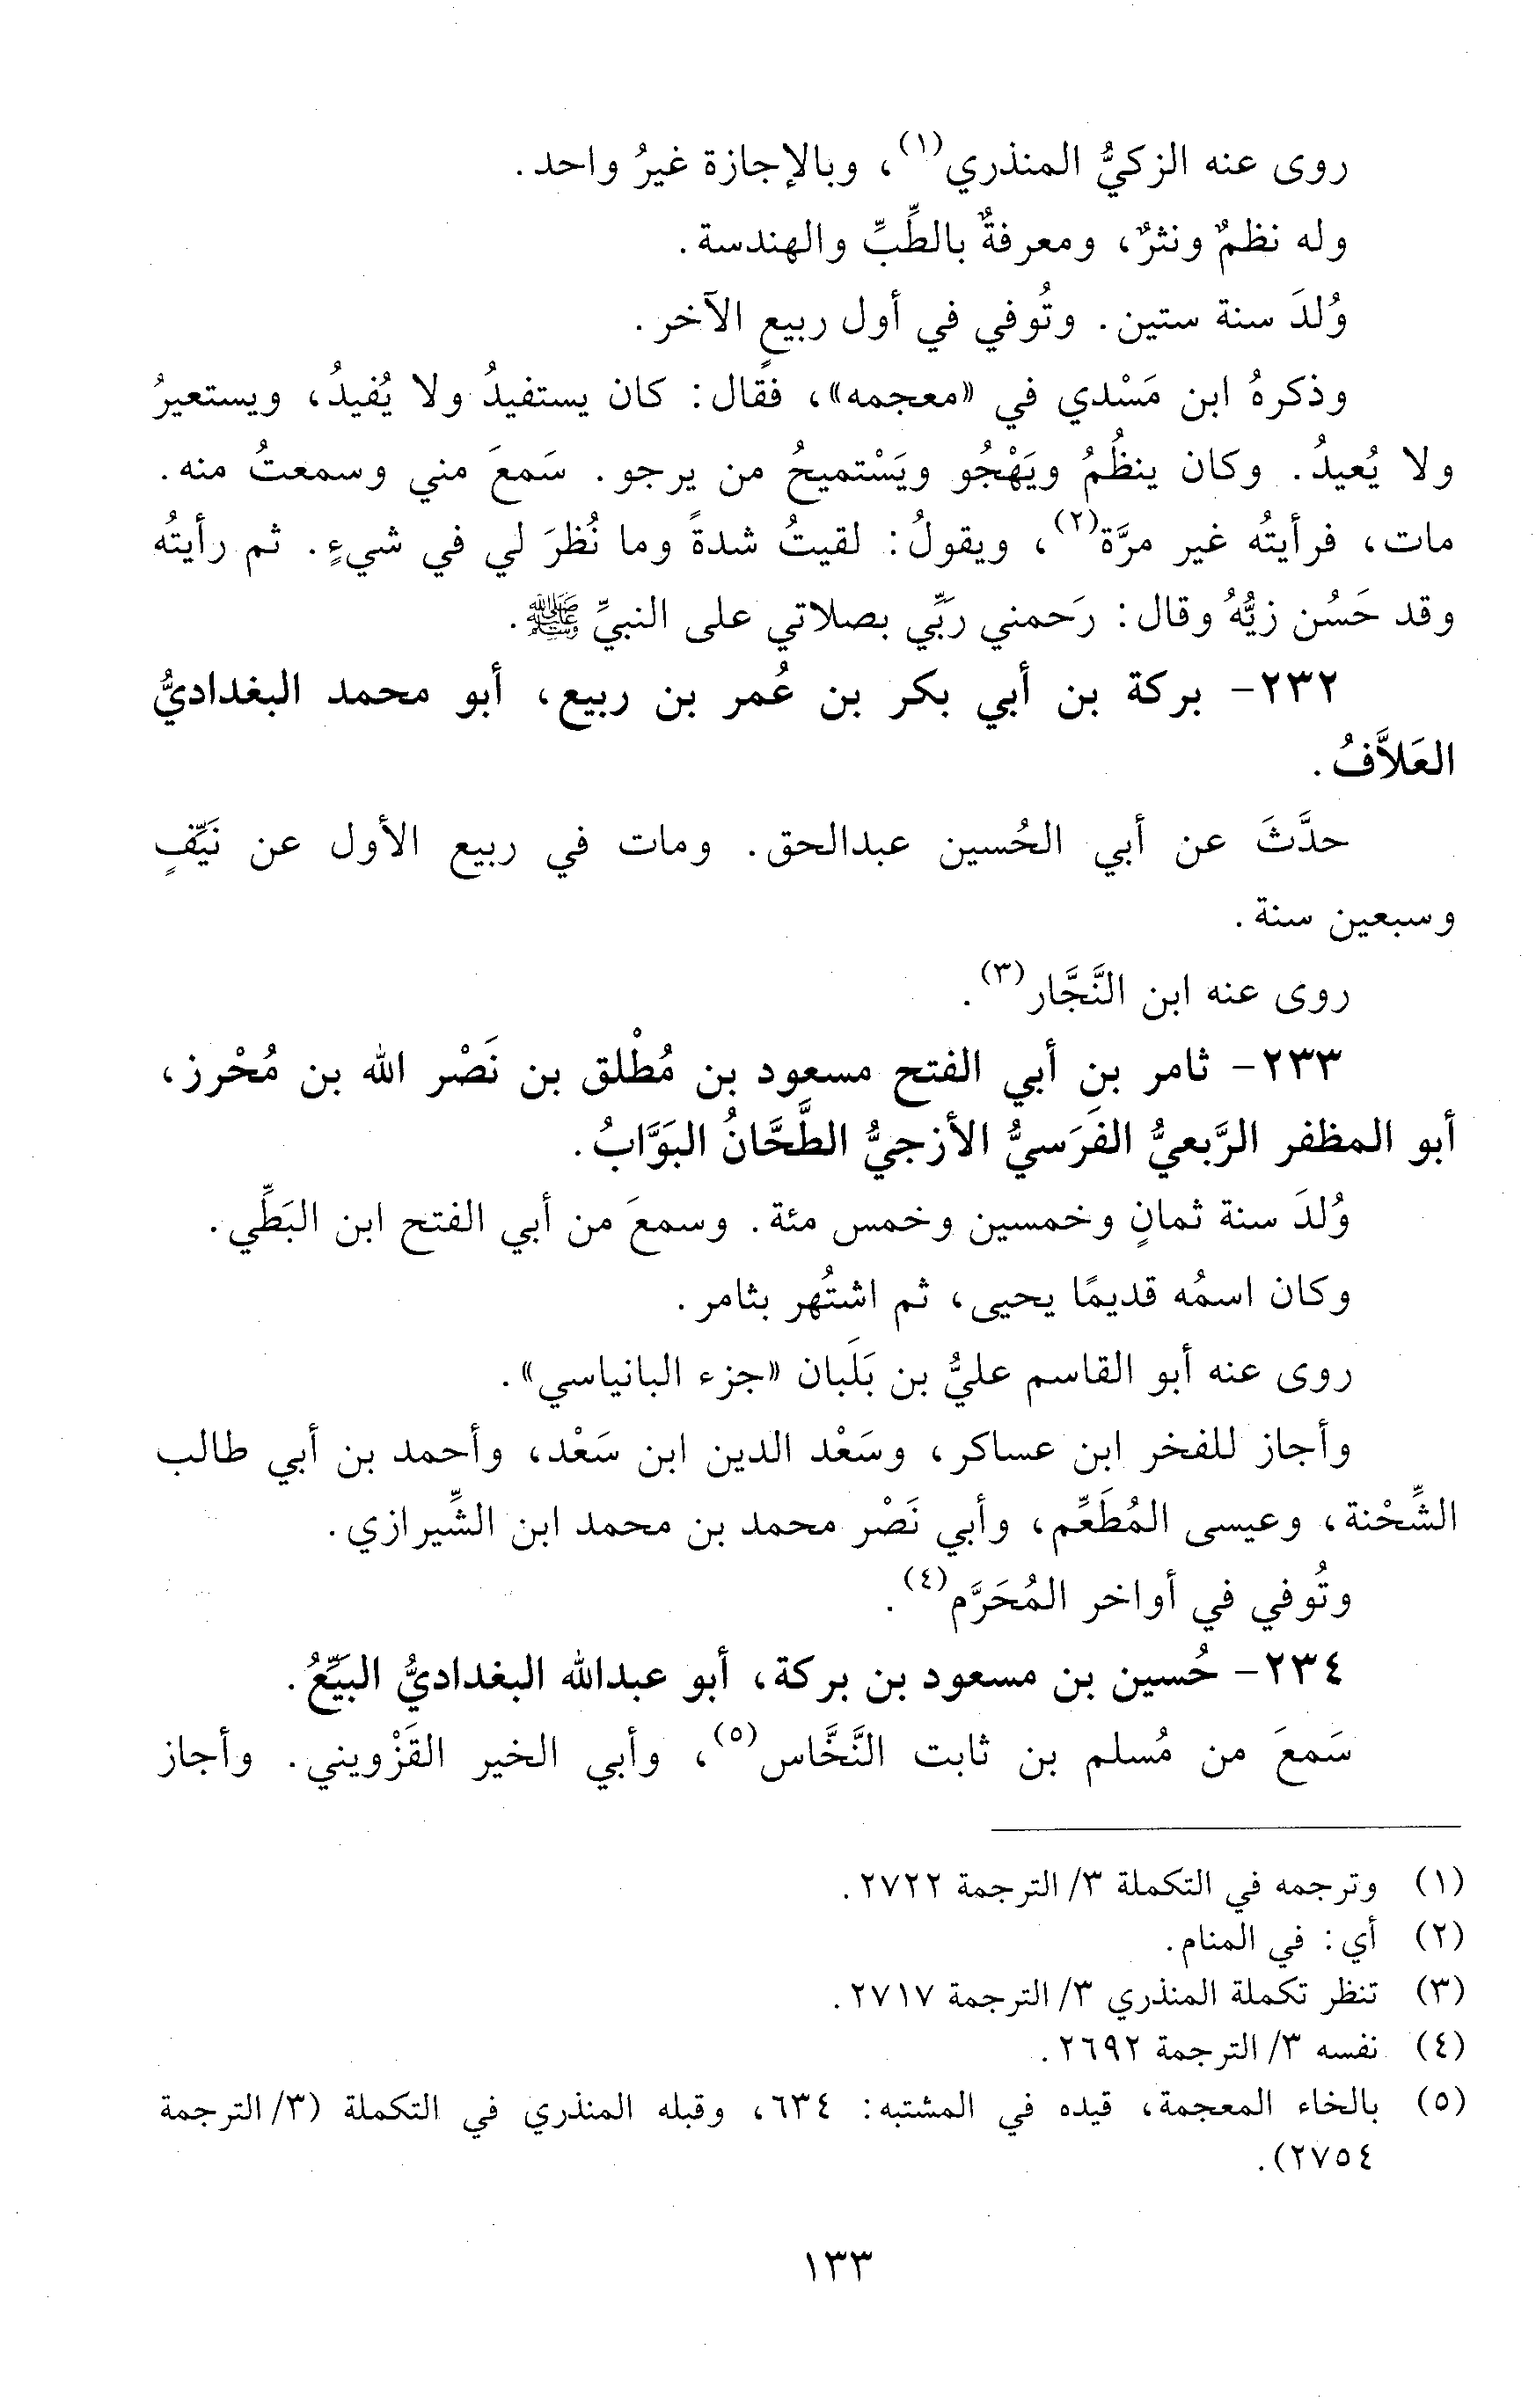 روى عنه الزكيُّ المنذري(١)، وبالإجازة غيرُ واحد.
وله نظمٌ ونثرٌ، ومعرفةٌ بالطِّبِّ والهندسة.
وُلدَ سنة ستين. وتُوفي في أول ربيعٍ الآخر.
وذكرهُ ابن مَسْدي في «معجمه»، فقال: كان يستفيدُ ولا يُفيدُ، ويستعيرُ
ولا يُعيدُ. وكان ينظُمُ ويَهْجُو ويَسْتميحُ من يرجو. سَمعَ مني وسمعتُ منه.
مات، فرأيتُه غير مرَّة(٢)، ويقولُ: لقيتُ شدةً وما نُظرَ لي في شيءٍ. ثم رأيتُه
وقد حَسُن زيُّهُ وقال: رَحمني ربِّي بصلاتي على النبيِّ ﷺ.
٢٣٢- بركة بن أبي بكر بن عُمر بن ربيع، أبو محمد البغداديُّ
العَلاَّفُ.
حدَّثَ عن أبي الحُسين عبدالحق. ومات في ربيع الأول عن نَيِّفٍ
وسبعين سنة.
روى عنه ابن النَّجَّار(٣).
٢٣٣- ثامر بن أبي الفتح مسعود بن مُطْلق بن نَصْر الله بن مُحْرز،
أبو المظفر الرَّبعيُّ الفَرَسيُّ الأزجيُّ الطَّحَّانُ البَوَّابُ.
وُلدَ سنة ثمانٍ وخمسين وخمس مئة. وسمعَ من أبي الفتح ابن البَطِّي.
وكان اسمُه قديمًا يحيى، ثم اشتُهر بثامر.
روى عنه أبو القاسم عليُّ بن بَلَبان «جزء البانياسي».
وأجاز للفخر ابن عساكر، وسَعْد الدين ابن سَعْد، وأحمد بن أبي طالب
الشِّحْنة، وعيسى المُطَعِّم، وأبي نَصْر محمد بن محمد ابن الشِّيرازي.
وتُوفي في أواخر المُحَرَّم(٤).
٢٣٤- حُسين بن مسعود بن بركة، أبو عبدالله البغداديُّ البَيِّعُ.
سَمعَ من مُسلم بن ثابت النَّخَّاس(٥)، وأبي الخير القَزْويني. وأجاز
(١) وترجمه في التكملة ٣/ الترجمة ٢٧٢٢.
(٢) أي: في المنام.
(٣) تنظر تكملة المنذري ٣/ الترجمة ٢٧١٧.
(٤) نفسه ٣/ الترجمة ٢٦٩٢.
(٥) بالخاء المعجمة، قيده في المشتبه: ٦٣٤، وقبله المنذري في التكملة (٣/ الترجمة
٢٧٥٤).
١٣٣